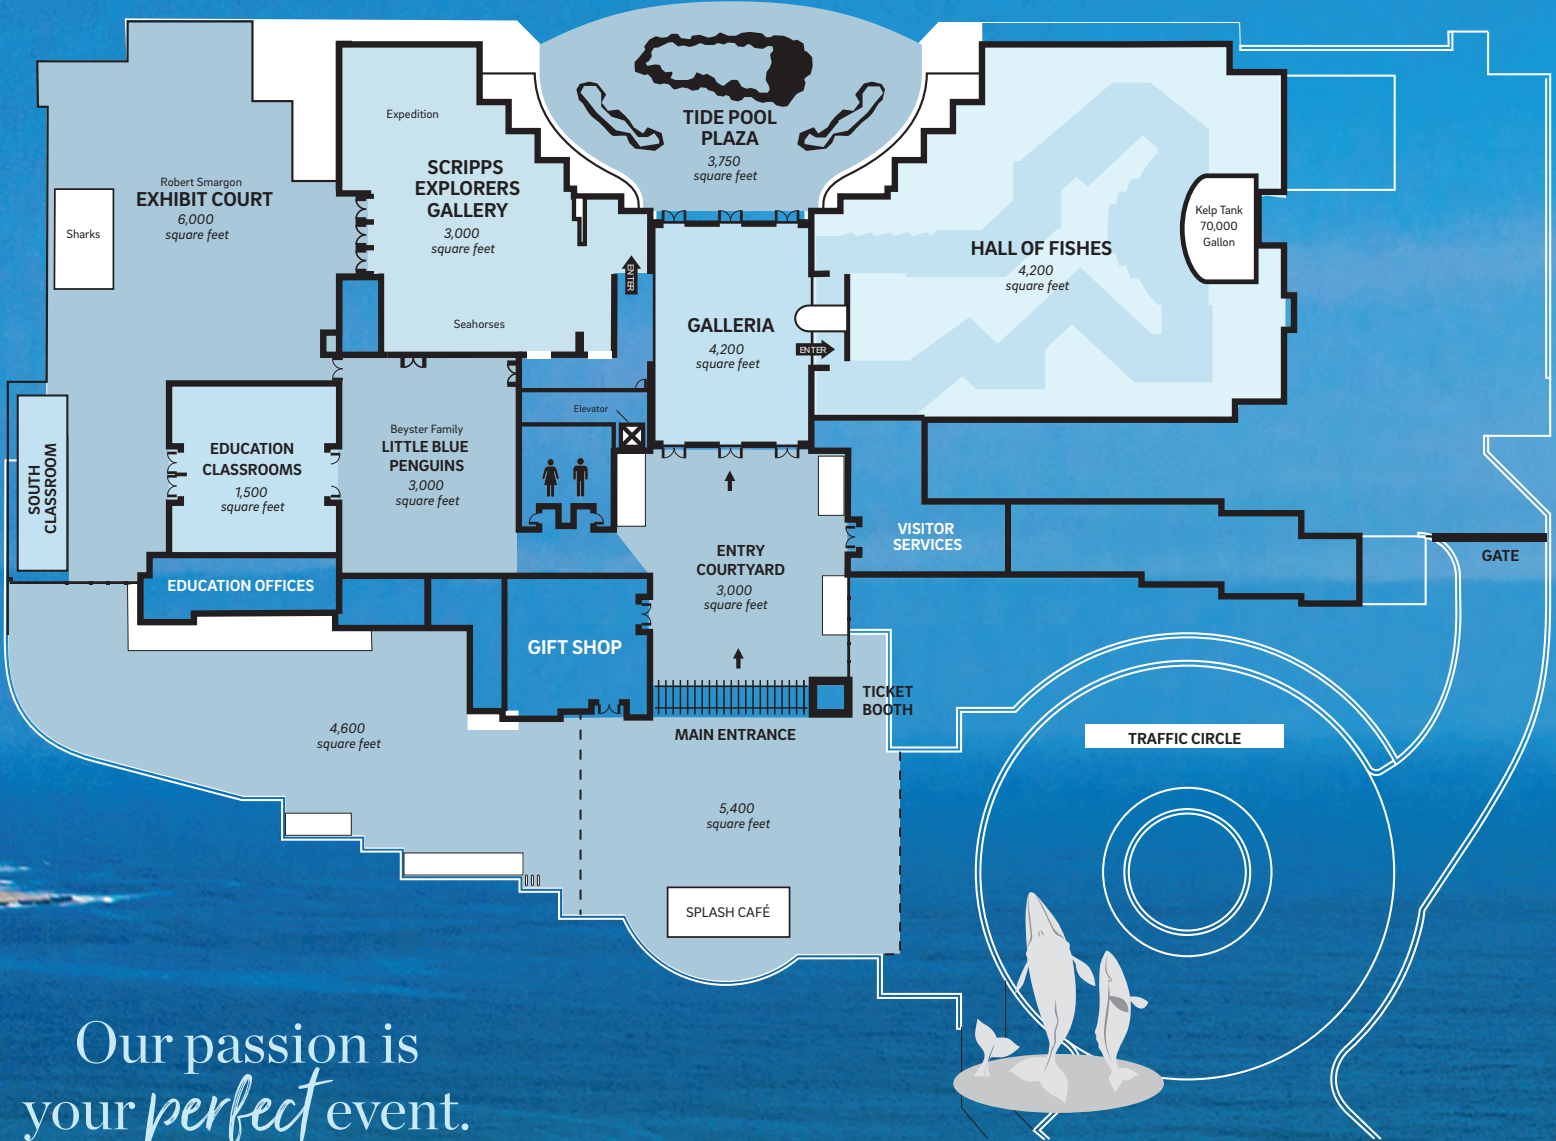 TIDE POOL
PLAZA
3,750
square feet
Expedition
SCRIPPS
EXPLORERS
GALLERY
3,000
square feet
Seahorses
ENTER
Robert Smargon
EXHIBIT COURT
6,000
square feet
Sharks
HALL OF FISHES
4,200
square feet
Kelp Tank
70,000
Gallon
GALLERIA
4,200
square feet
ENTER
Elevator
Beyster Family
LITTLE BLUE
PENGUINS
3,000
square feet
EDUCATION
CLASSROOMS
1,500
square feet
SOUTH
CLASSROOM
EDUCATION OFFICES
ENTRY
COURTYARD
3,000
square feet
VISITOR
SERVICES
GATE
GIFT SHOP
TICKET
BOOTH
MAIN ENTRANCE
TRAFFIC CIRCLE
4,600
square feet
5,400
square feet
SPLASH CAFÉ
Our passion is
your perfect event.